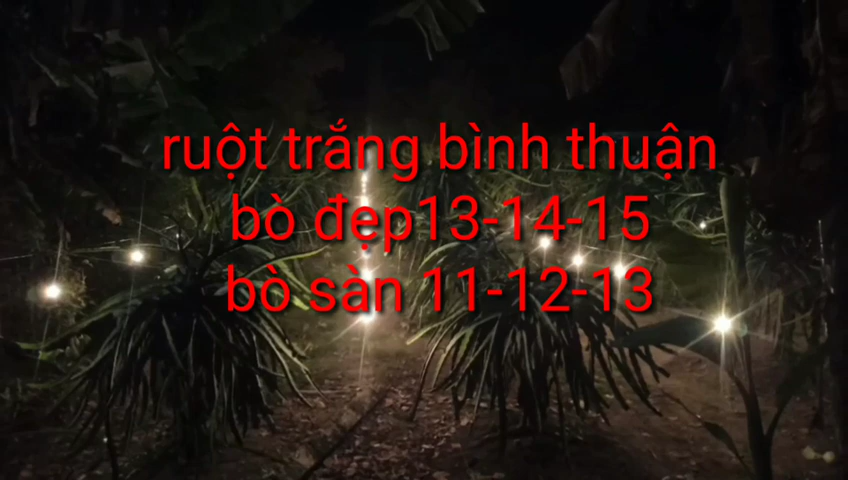 ruột trắng bình thuận
bò đẹp13-14-15
bò sàn 11-12-13